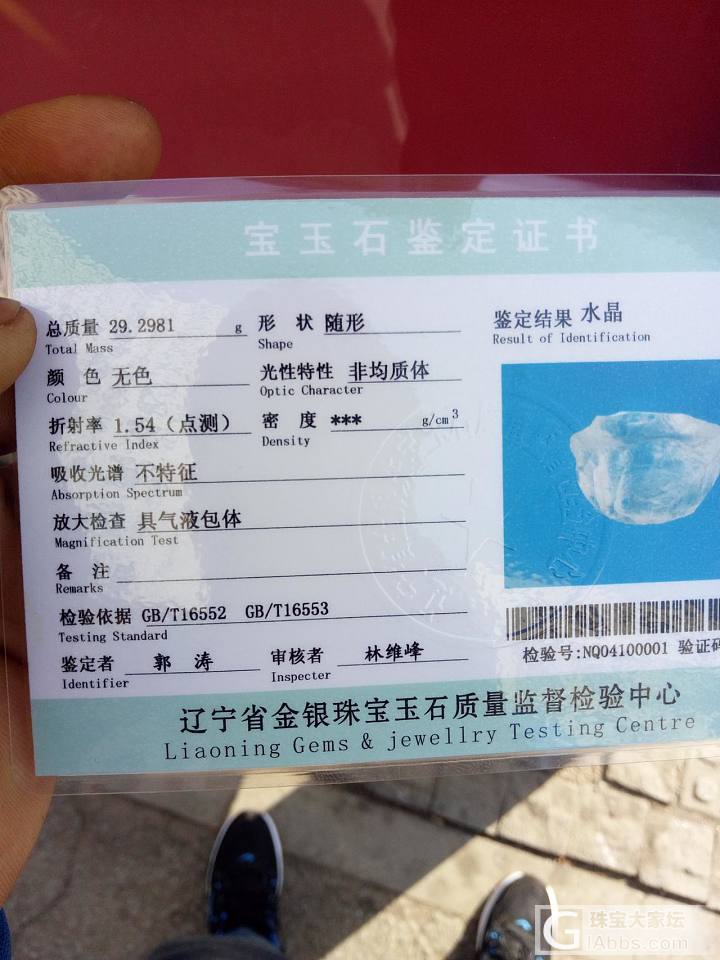 宝玉石鉴定证书
总质量 29.2981 g 形 状 随形
Total Mass Shape
鉴定结果 水晶
Result of Identification
颜 色 无色 光性特性 非均质体
Colour Optic Character
折射率 1.54（点测） 密 度 *** g/cm³
Refractive Index Density
吸收光谱 不特征
Absorption Spectrum
放大检查 具气液包体
Magnification Test
备 注
Remarks
检验依据 GB/T16552 GB/T16553
Testing Standard
鉴定者 郭 涛 审核者 林维峰
Identifier Inspecter
检验号:NQ04100001 验证码
辽宁省金银珠宝玉石质量监督检验中心
Liaoning Gems & jewellry Testing Centre
G 珠宝大家坛
lAbbs.com